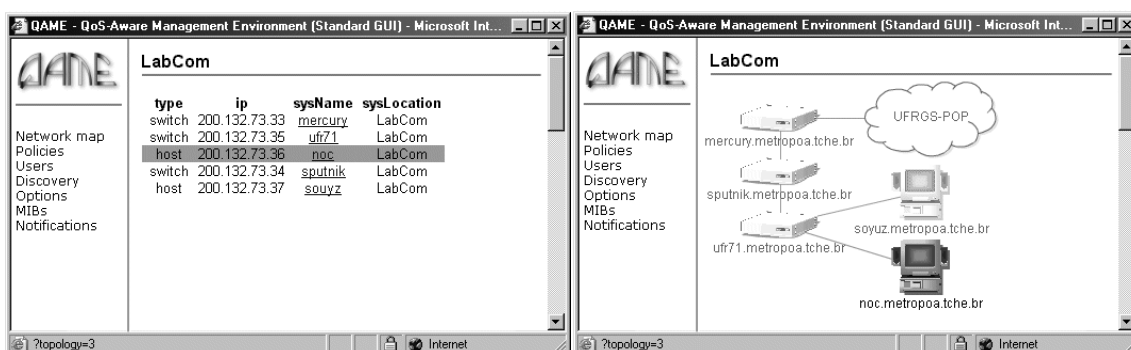 QAME - QoS-Aware Management Environment (Standard GUI) - Microsoft Int...
QAME
LabCom
type ip sysName sysLocation
switch 200.132.73.33 mercury LabCom
switch 200.132.73.35 ufr71 LabCom
host 200.132.73.36 noc LabCom
switch 200.132.73.34 sputnik LabCom
host 200.132.73.37 souyz LabCom
Network map
Policies
Users
Discovery
Options
MIBs
Notifications
?topology=3
Internet
QAME - QoS-Aware Management Environment (Standard GUI) - Microsoft Int...
QAME
LabCom
Network map
Policies
Users
Discovery
Options
MIBs
Notifications
UFRGS-POP
mercury.metropoa.tche.br
sputnik.metropoa.tche.br
soyuz.metropoa.tche.br
ufr71.metropoa.tche.br
noc.metropoa.tche.br
?topology=3
Internet